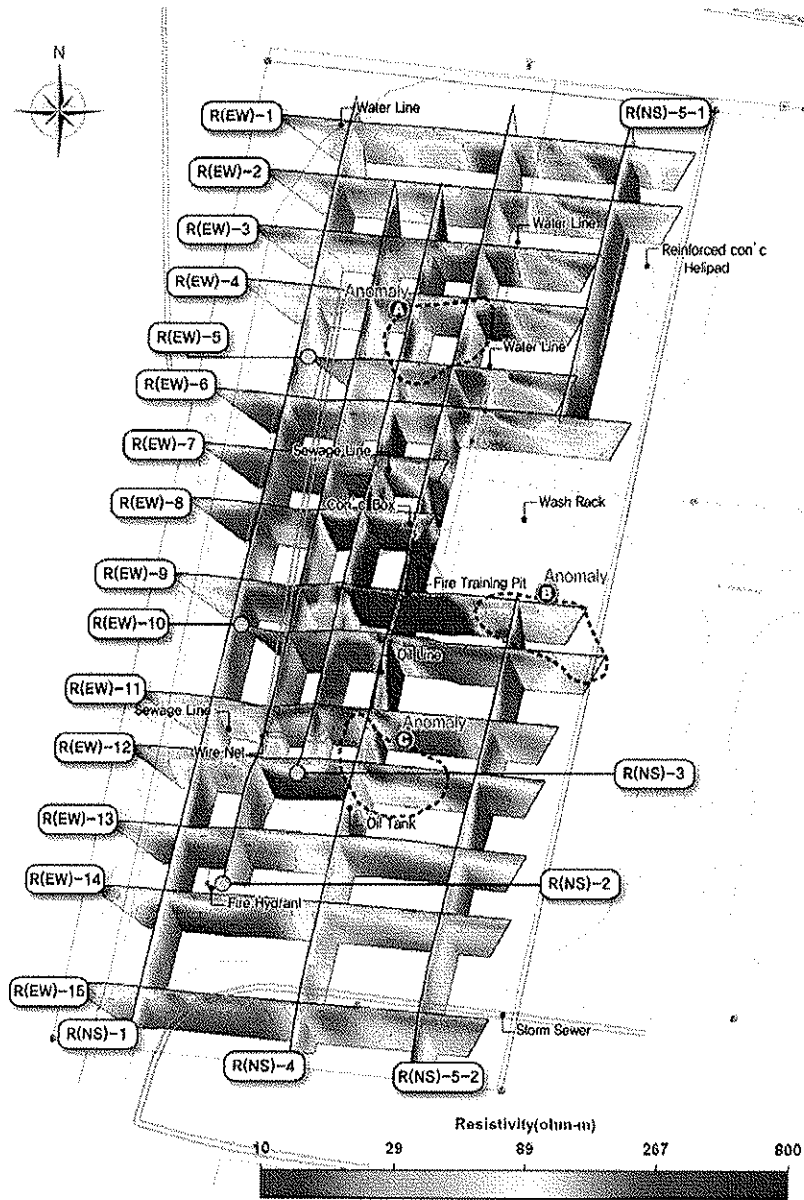 N
R(EW)-1
Water Line
R(NS)-5-1
R(EW)-2
R(EW)-3
Water Line
Reinforced con'c
Helipad
R(EW)-4
Anomaly
A
R(EW)-5
Water Line
R(EW)-6
R(EW)-7
Sewage Line
R(EW)-8
Con.c Box
Wash Rack
R(EW)-9
Fire Training Pit
Anomaly
B
R(EW)-10
Oil Line
R(EW)-11
Sewage Line
Anomaly
C
R(EW)-12
Wire Net
R(NS)-3
R(EW)-13
Oil Tank
R(EW)-14
R(NS)-2
Fire Hydrant
R(EW)-15
R(NS)-1
Storm Sewer
R(NS)-4
R(NS)-5-2
Resistivity(ohm-m)
10 29 89 267 800